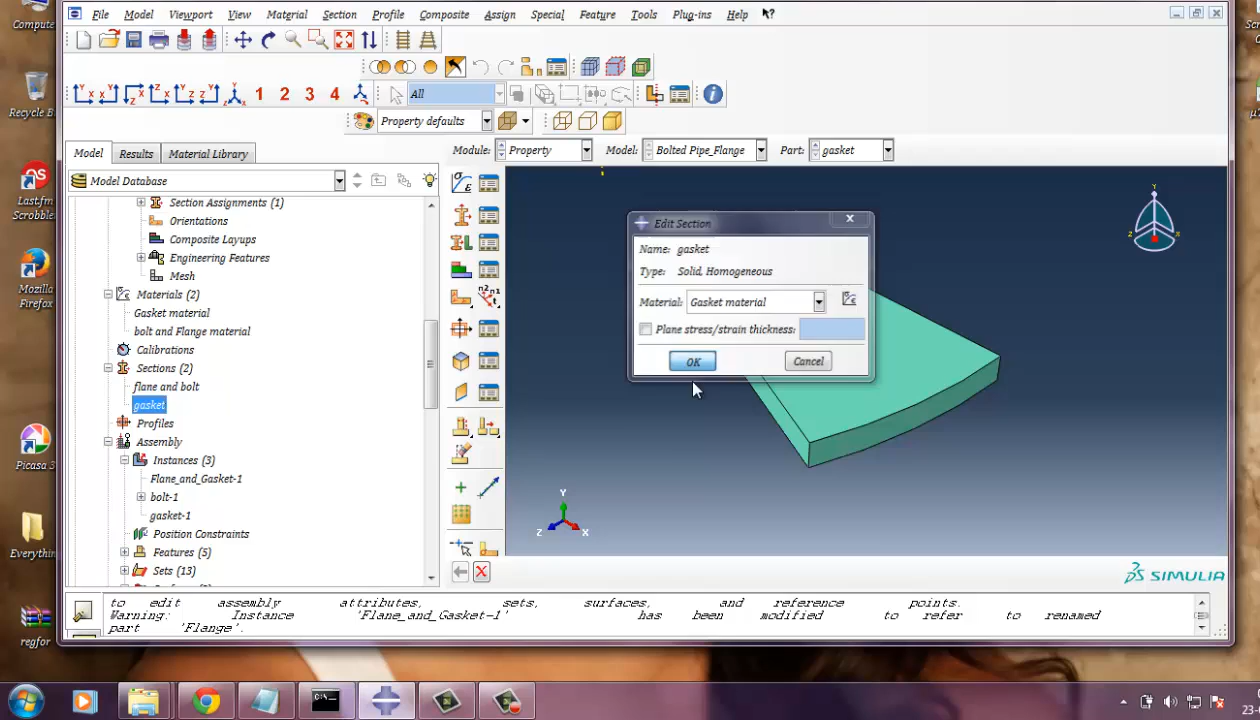 Compute
Recycle B
Last.fm
Scrobble
Mozilla
Firefox
Picasa 3
Everythin
regfor
File Model Viewport View Material Section Profile Composite Assign Special Feature Tools Plug-ins Help
1 2 3 4
All
Property defaults
Model Results Material Library
Module: Property Model: Bolted Pipe_Flange Part: gasket
Model Database
Section Assignments (1)
Orientations
Composite Layups
Engineering Features
Mesh
Materials (2)
Gasket material
bolt and Flange material
Calibrations
Sections (2)
flane and bolt
gasket
Profiles
Assembly
Instances (3)
Flane_and_Gasket-1
bolt-1
gasket-1
Position Constraints
Features (5)
Sets (13)
Edit Section
Name: gasket
Type: Solid, Homogeneous
Material: Gasket material
Plane stress/strain thickness:
OK Cancel
Y
Z X
Y
Z X
SIMULIA
to edit assembly attributes, sets, surfaces, and reference points.
Warning: Instance 'Flane_and_Gasket-1' has been modified to refer to renamed
part 'Flange'.